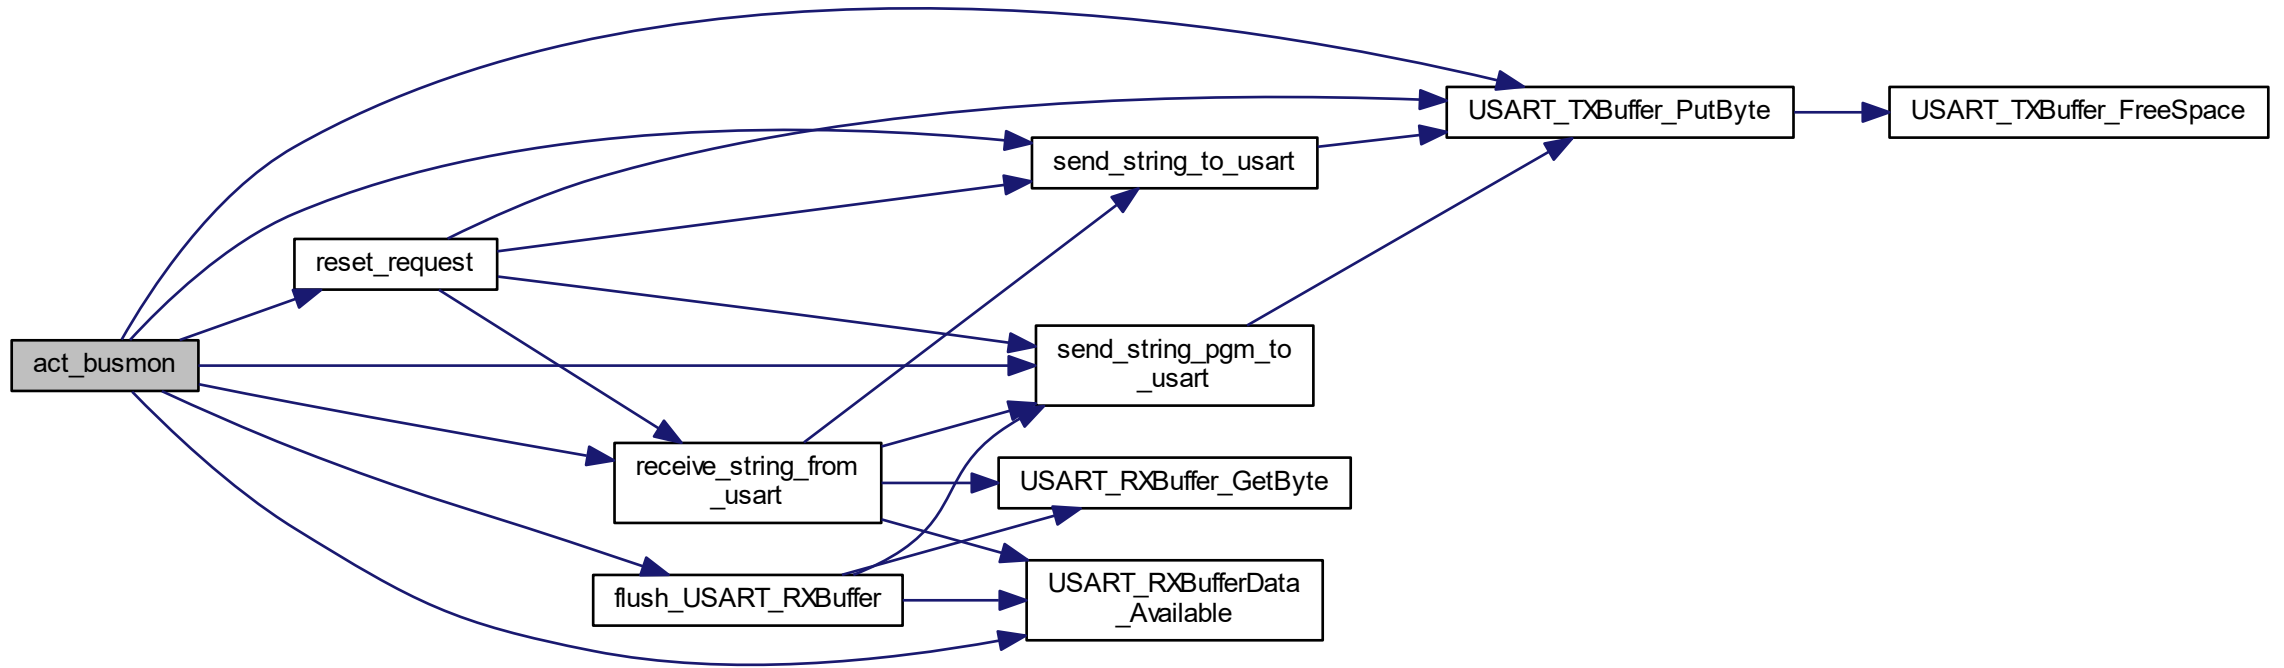 act_busmon
reset_request
receive_string_from
_usart
flush_USART_RXBuffer
send_string_to_usart
send_string_pgm_to
_usart
USART_RXBuffer_GetByte
USART_RXBufferData
_Available
USART_TXBuffer_PutByte
USART_TXBuffer_FreeSpace